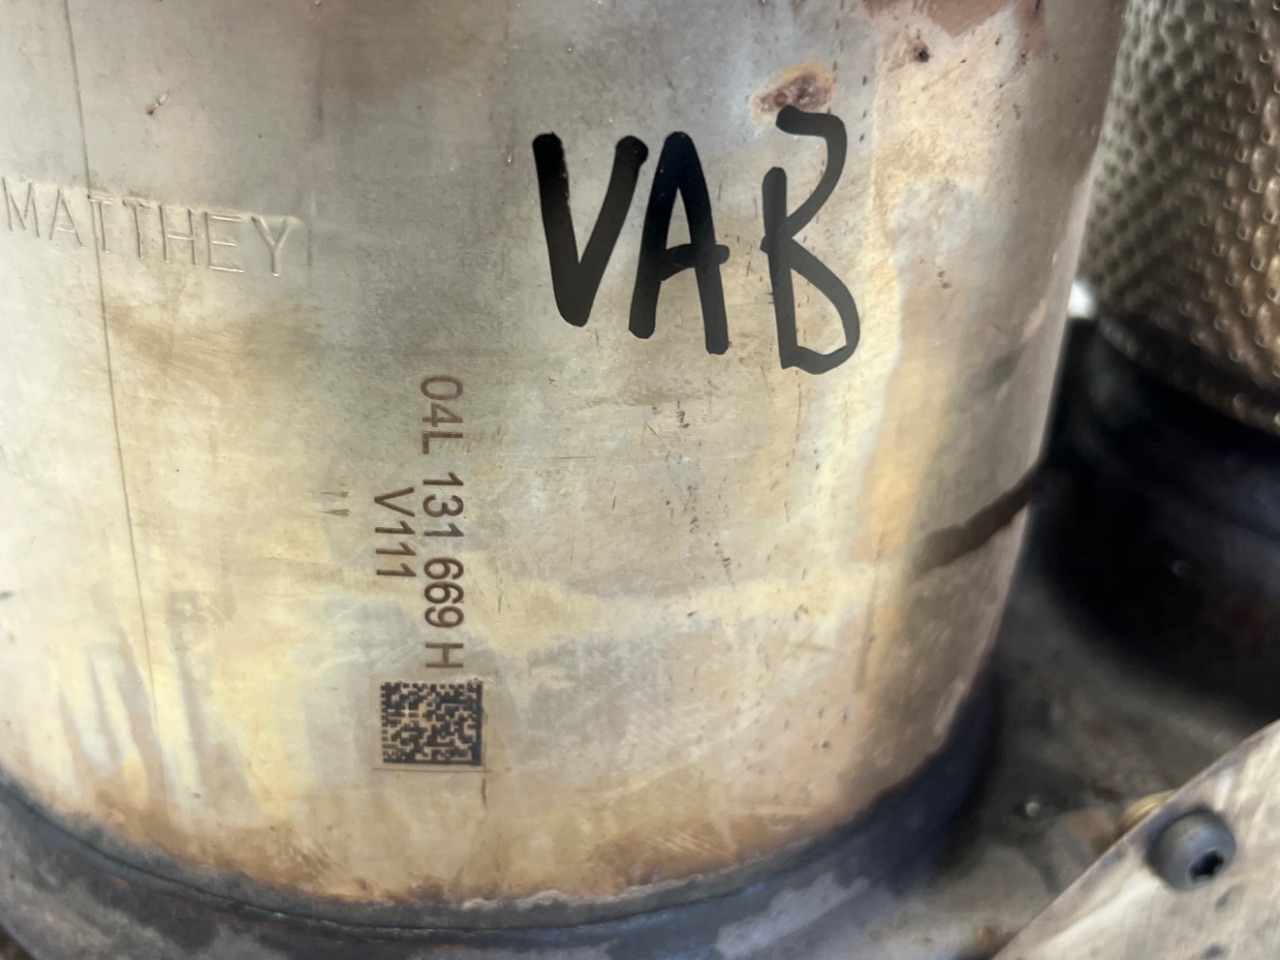 MATTHEY
VAB
04L 131 669 H
V111